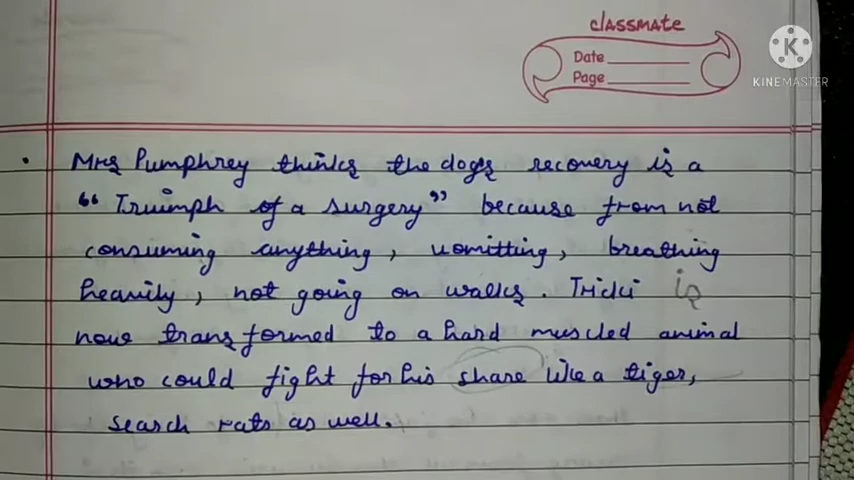 classmate
Date
Page
KINEMASTER
Mrs Pumphrey thinks the dog's recovery is a
"Truimph of a surgery" because from not
consuming anything, vomitting, breathing
heavily, not going on walks. Tricki is
now transformed to a hard muscled animal
who could fight for his share like a tiger,
search rats as well.